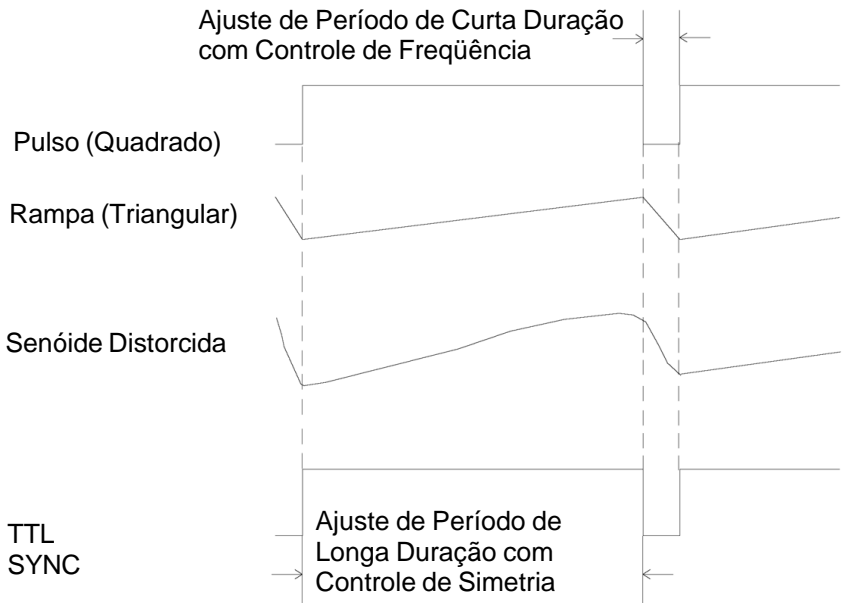 Ajuste de Período de Curta Duração
com Controle de Freqüência
Pulso (Quadrado)
Rampa (Triangular)
Senóide Distorcida
TTL
SYNC
Ajuste de Período de
Longa Duração com
Controle de Simetria